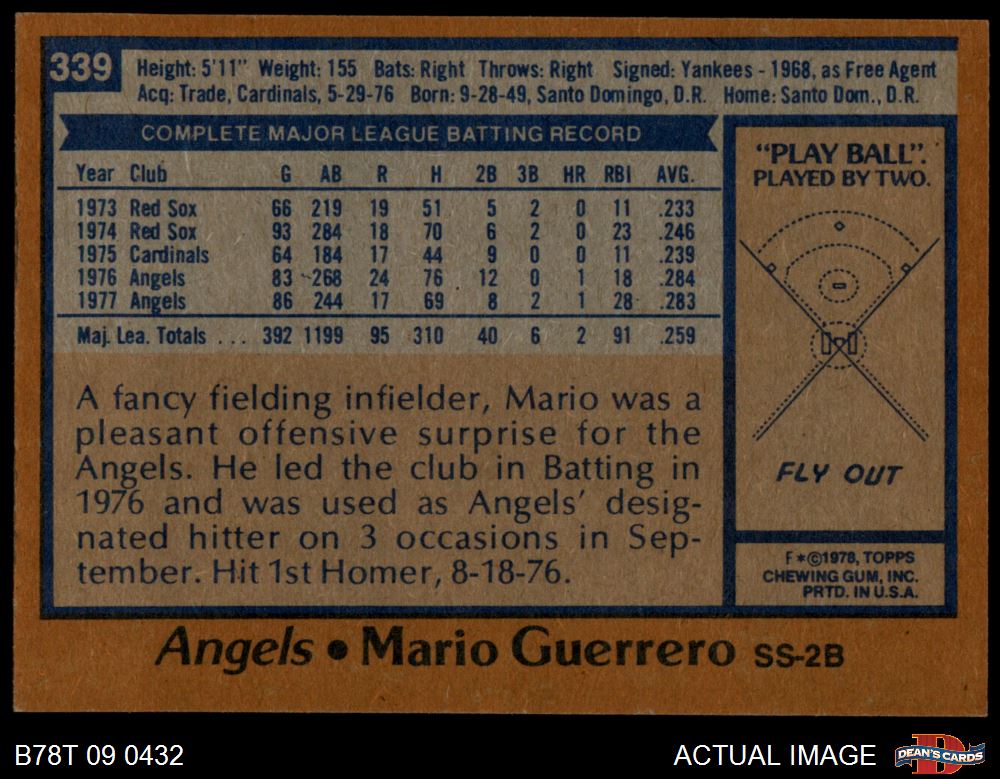 339
Height: 5'11" Weight: 155 Bats: Right Throws: Right Signed: Yankees - 1968, as Free Agent
Acq: Trade, Cardinals, 5-29-76 Born: 9-28-49, Santo Domingo, D.R. Home: Santo Dom., D.R.
COMPLETE MAJOR LEAGUE BATTING RECORD
Year Club G AB R H 2B 3B HR RBI AVG.
1973 Red Sox 66 219 19 51 5 2 0 11 .233
1974 Red Sox 93 284 18 70 6 2 0 23 .246
1975 Cardinals 64 184 17 44 9 0 0 11 .239
1976 Angels 83 268 24 76 12 0 1 18 .284
1977 Angels 86 244 17 69 8 2 1 28 .283
Maj. Lea. Totals . . . 392 1199 95 310 40 6 2 91 .259
A fancy fielding infielder, Mario was a
pleasant offensive surprise for the
Angels. He led the club in Batting in
1976 and was used as Angels' desig-
nated hitter on 3 occasions in Sep-
tember. Hit 1st Homer, 8-18-76.
"PLAY BALL".
PLAYED BY TWO.
FLY OUT
F*©1978, TOPPS
CHEWING GUM, INC.
PRTD. IN U.S.A.
Angels • Mario Guerrero SS-2B
B78T 09 0432
ACTUAL IMAGE
DEAN'S CARDS